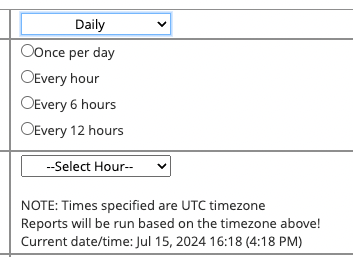 Daily
Once per day
Every hour
Every 6 hours
Every 12 hours
--Select Hour--
NOTE: Times specified are UTC timezone
Reports will be run based on the timezone above!
Current date/time: Jul 15, 2024 16:18 (4:18 PM)